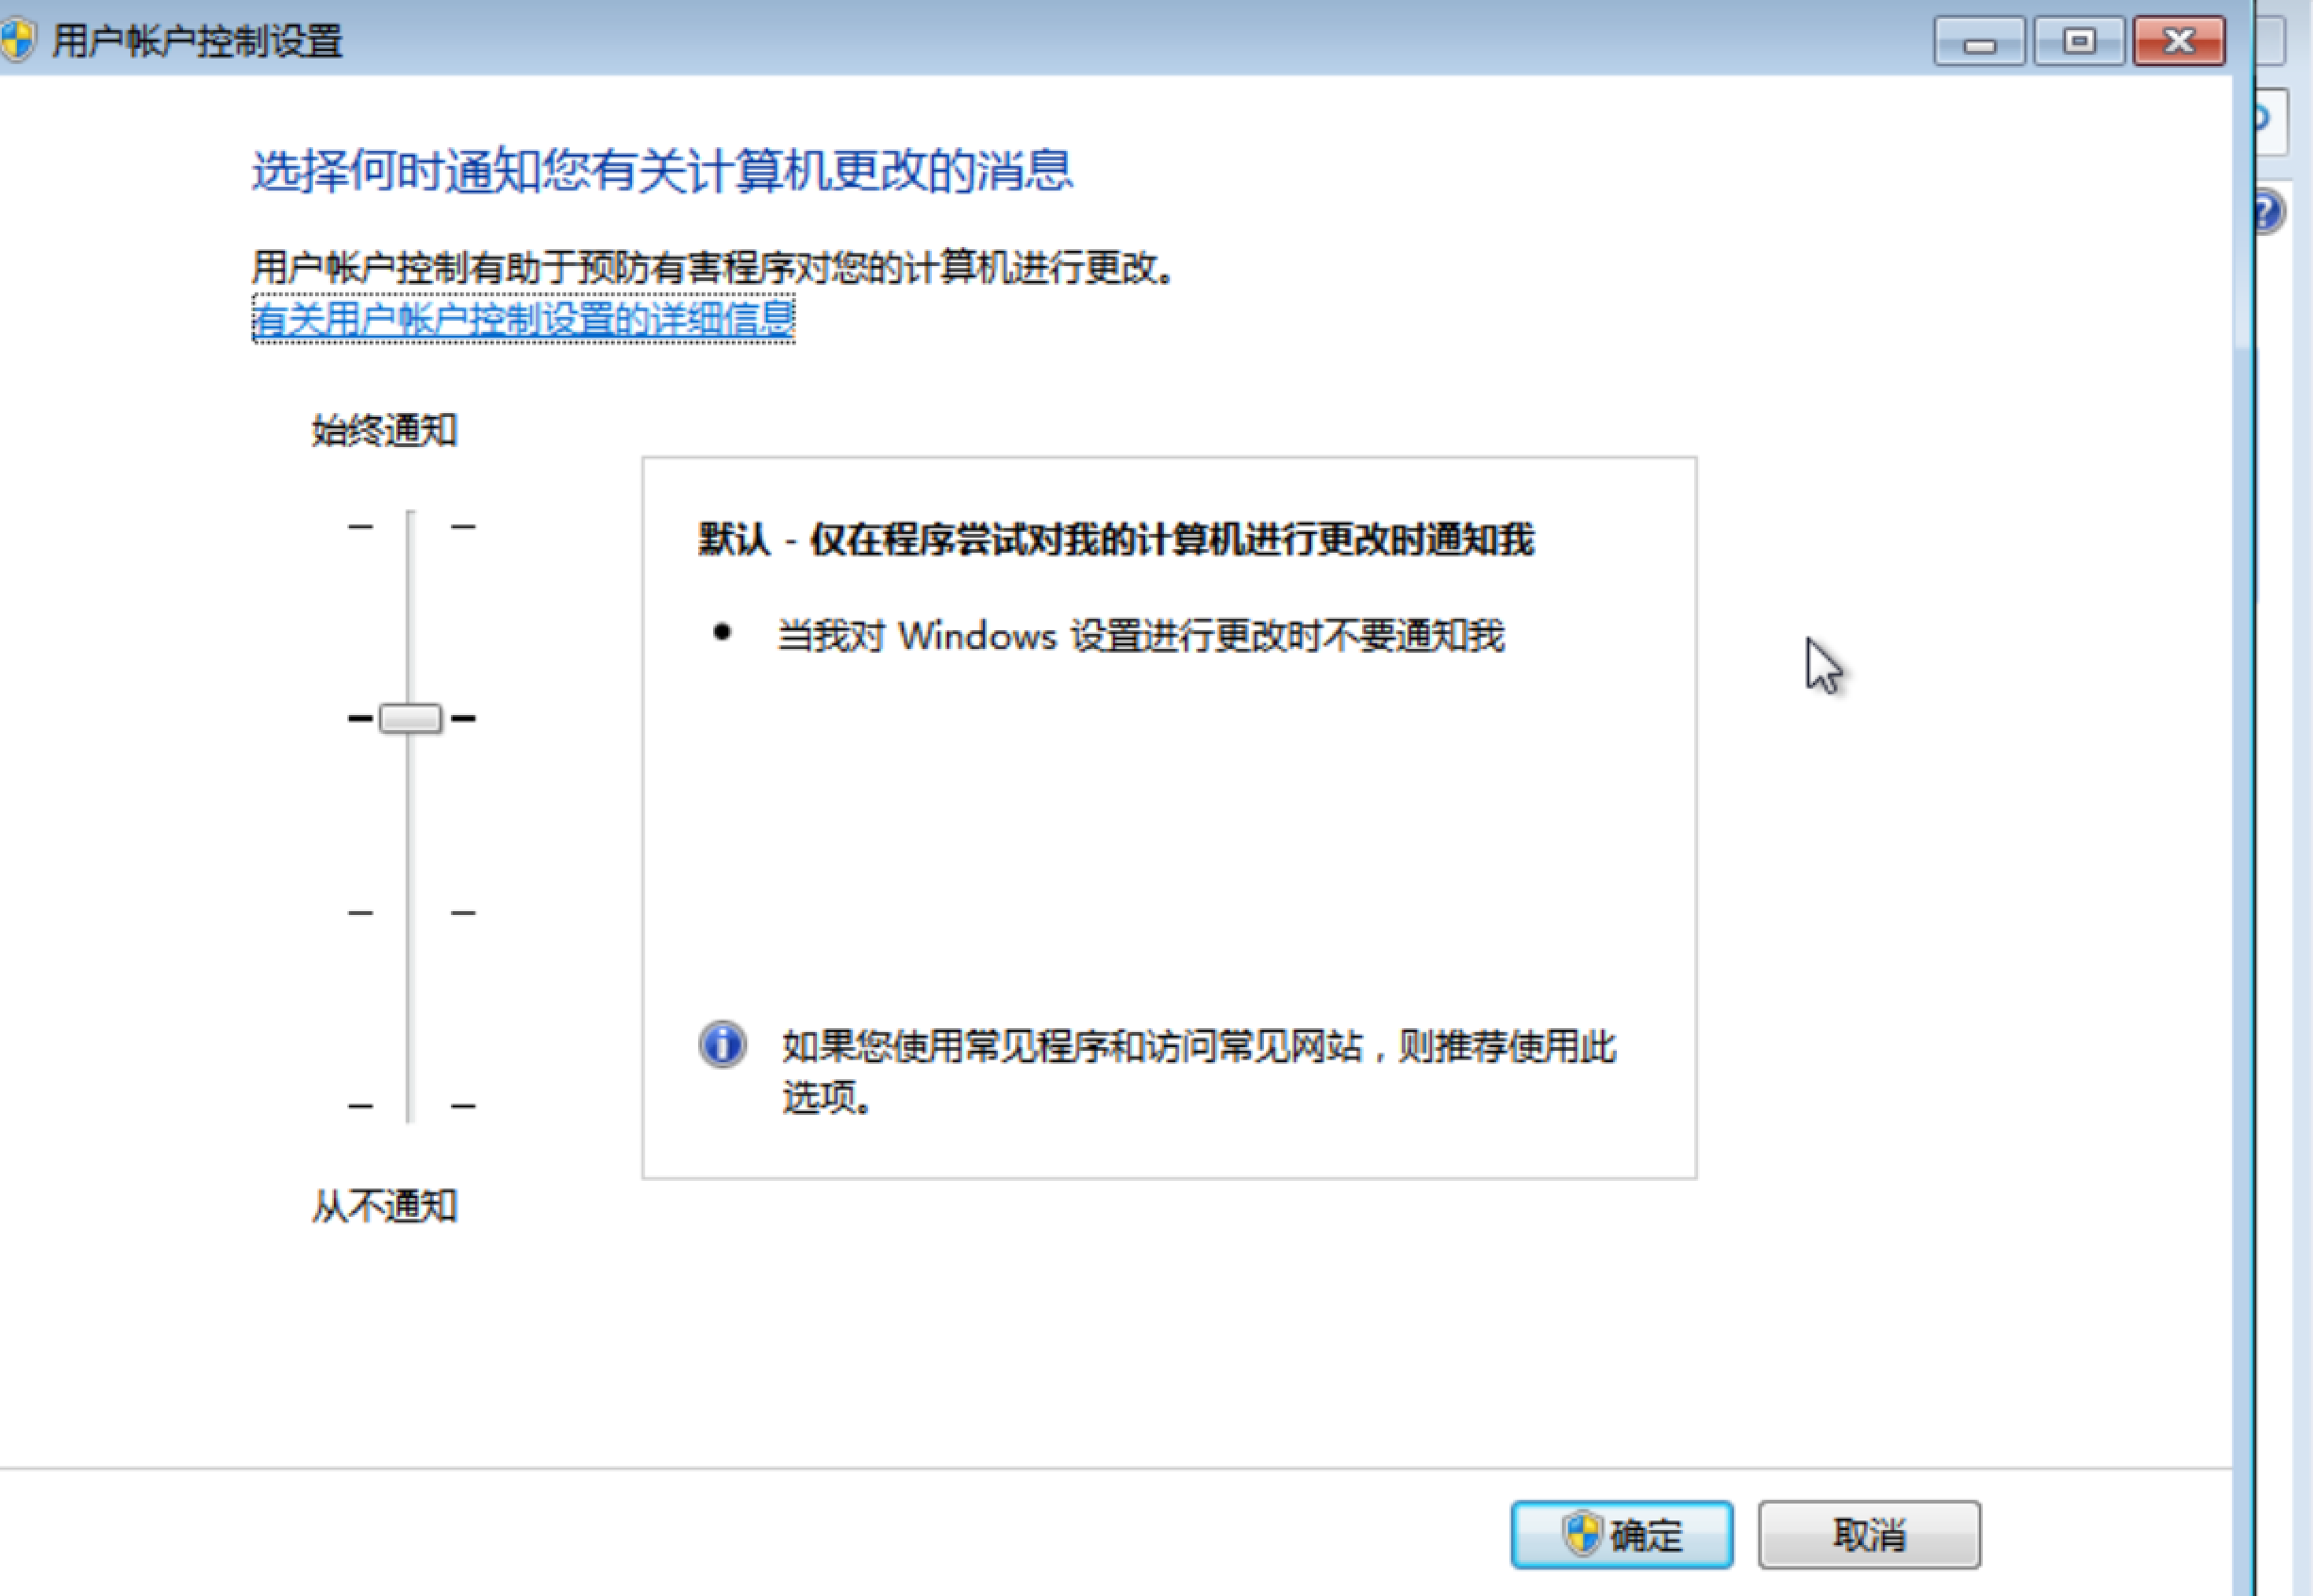 用户帐户控制设置
选择何时通知您有关计算机更改的消息
用户帐户控制有助于预防有害程序对您的计算机进行更改。
有关用户帐户控制设置的详细信息
始终通知
默认 - 仅在程序尝试对我的计算机进行更改时通知我
• 当我对 Windows 设置进行更改时不要通知我
如果您使用常见程序和访问常见网站，则推荐使用此
选项。
从不通知
确定
取消